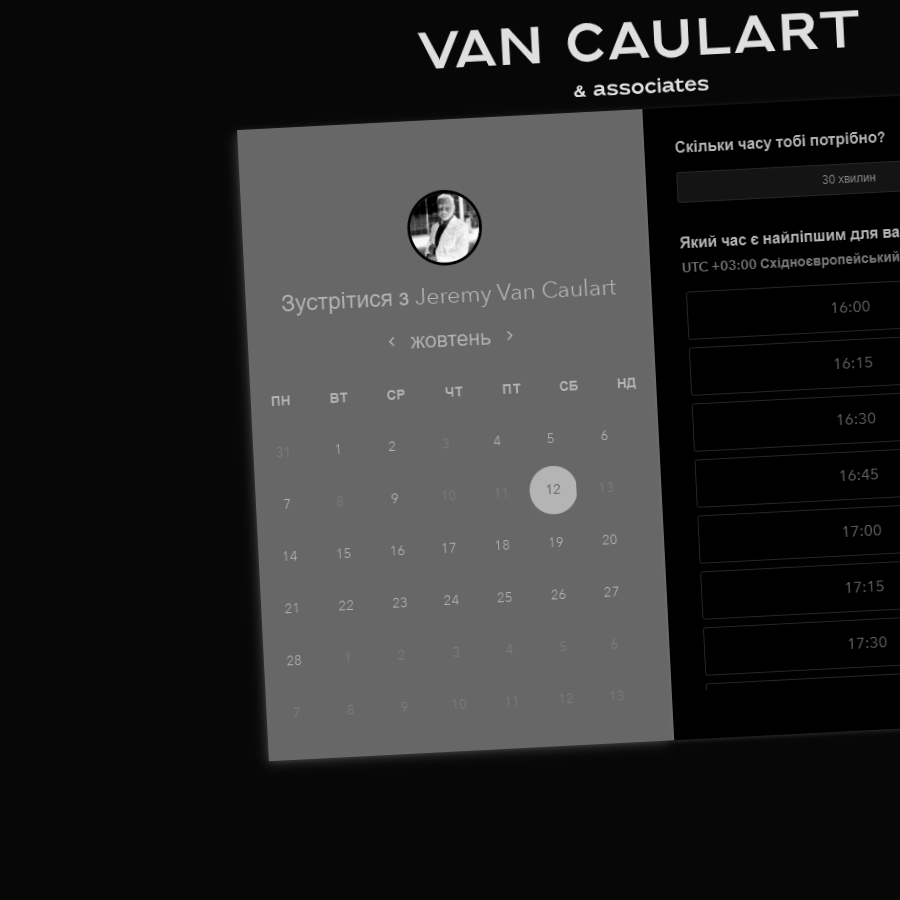 VAN CAULART
& associates
Зустрітися з Jeremy Van Caulart
жовтень
ПН ВТ СР ЧТ ПТ СБ НД
31 1 2 3 4 5 6
7 8 9 10 11 12 13
14 15 16 17 18 19 20
21 22 23 24 25 26 27
28 1 2 3 4 5 6
7 8 9 10 11 12 13
Скільки часу тобі потрібно?
30 хвилин
Який час є найліпшим для ва
UTC +03:00 Східноєвропейський
16:00
16:15
16:30
16:45
17:00
17:15
17:30